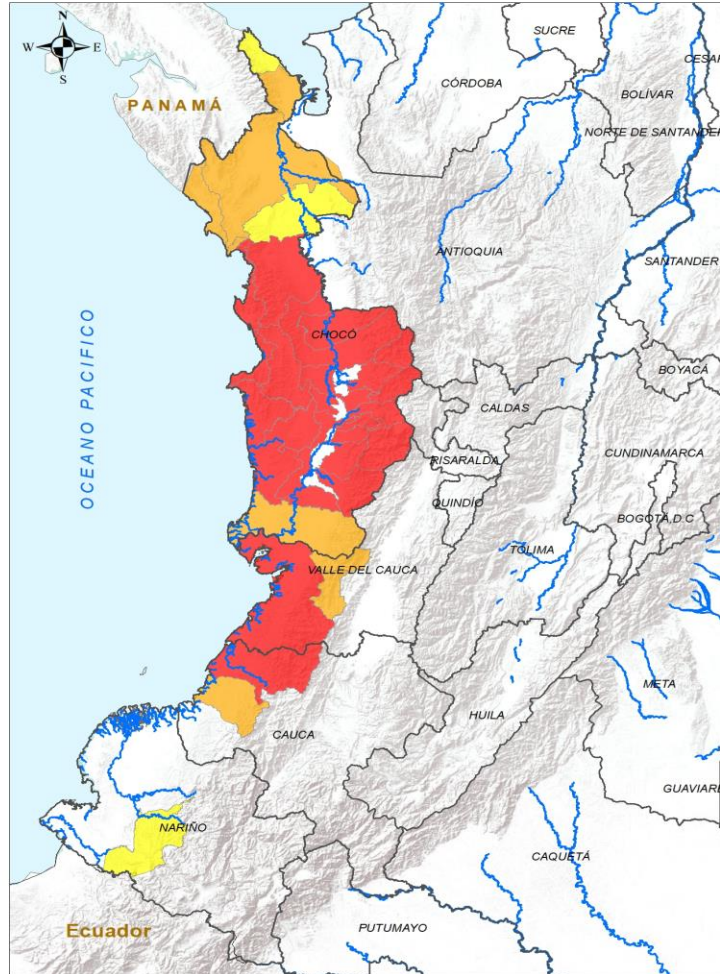 N
W E
S
SUCRE
CESAR
CÓRDOBA
BOLÍVAR
PANAMÁ
NORTE DE SANTANDER
ANTIOQUIA
SANTANDER
OCEANO PACIFICO
CHOCÓ
BOYACÁ
CALDAS
CUNDINAMARCA
RISARALDA
QUINDÍO
BOGOTÁ,D.C
TOLIMA
VALLE DEL CAUCA
META
HUILA
CAUCA
GUAVIARE
NARIÑO
CAQUETÁ
Ecuador
PUTUMAYO